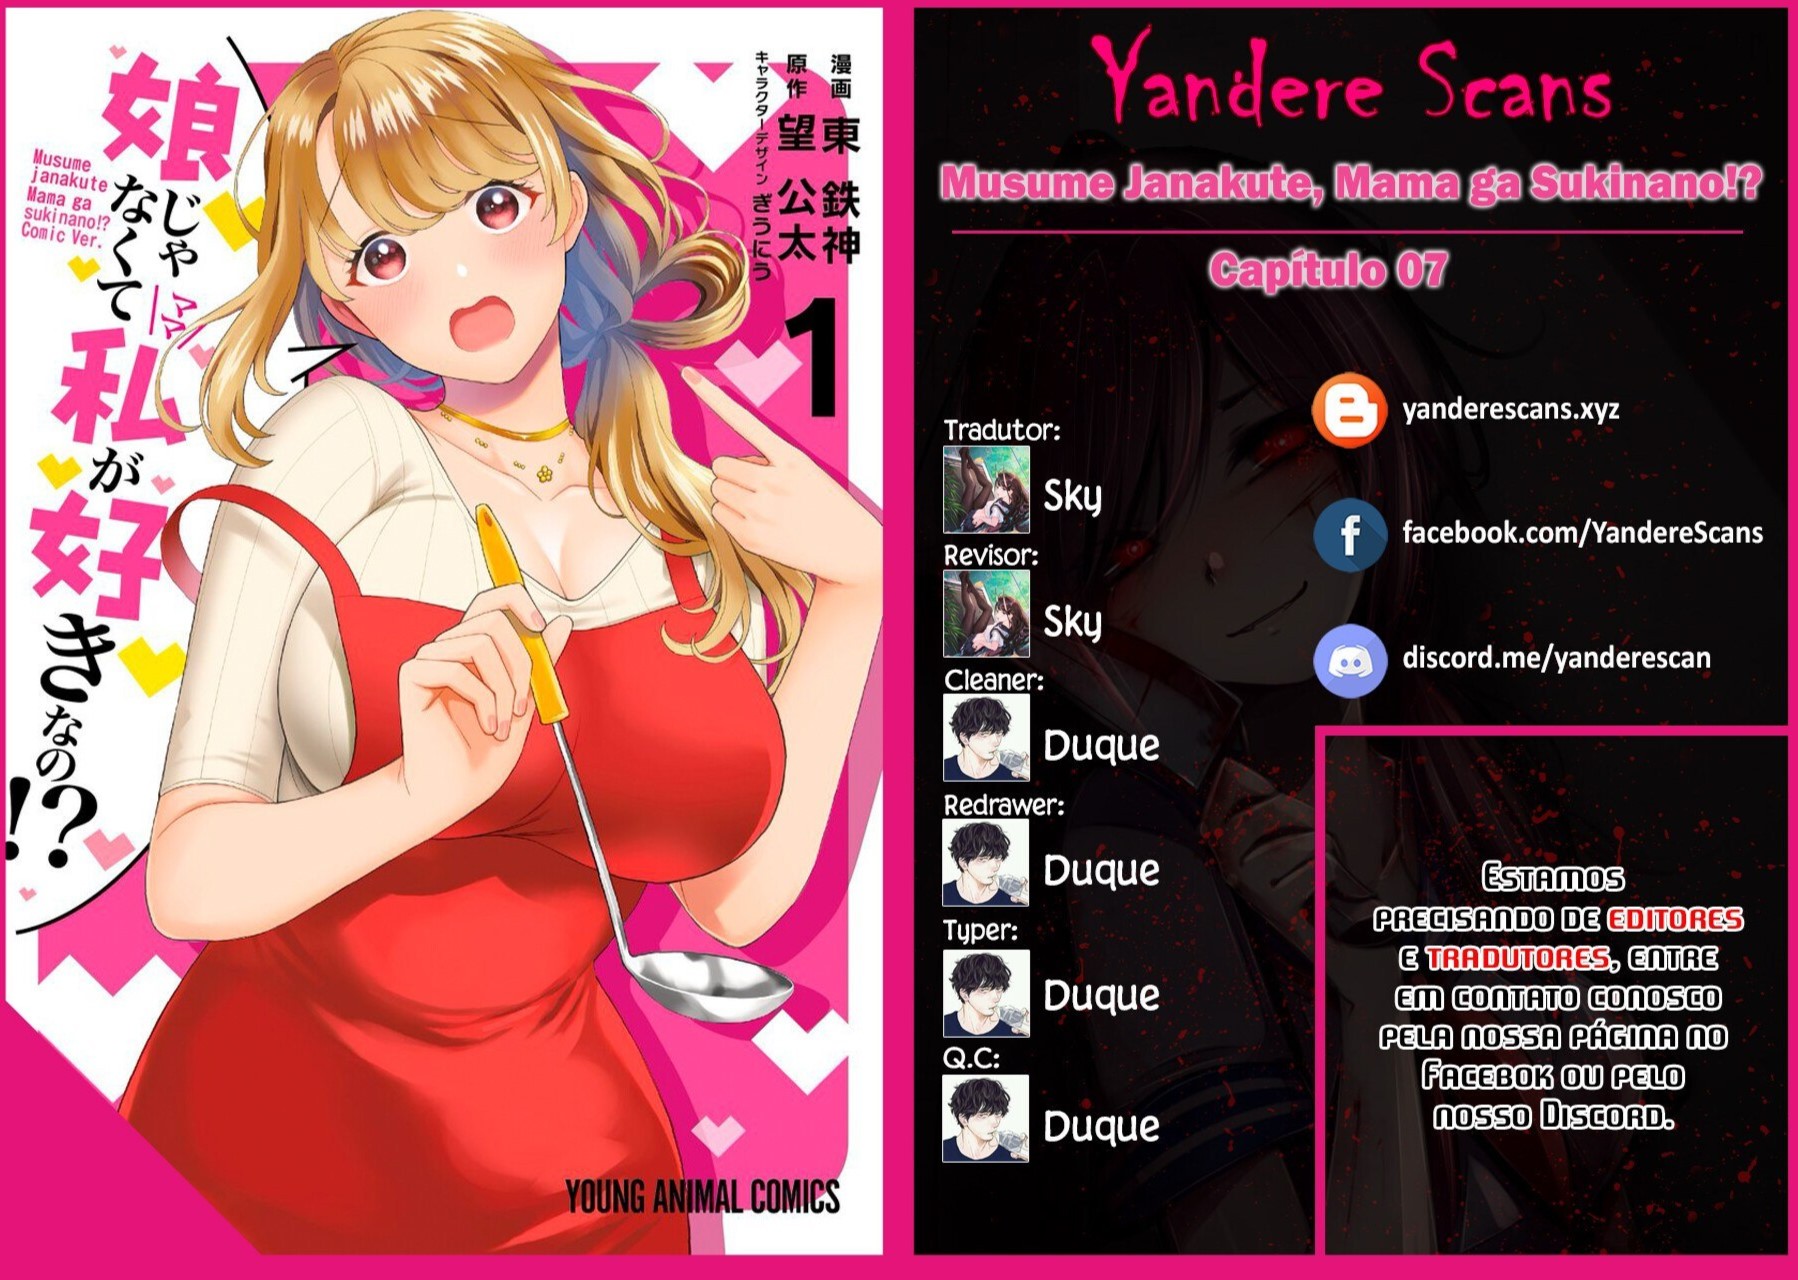 漫画 東 鉄神
原作 望 公太
キャラクターデザイン ぎうにう
1
娘じゃ
なくて
私が
ママ
好き
なの?
!
Musume
janakute
Mama ga
sukinano!?
Comic Ver.
YOUNG ANIMAL COMICS
Yandere Scans
Musume Janakute, Mama ga Sukinano!?
Capítulo 07
Tradutor:
Sky
Revisor:
Sky
Cleaner:
Duque
Redrawer:
Duque
Typer:
Duque
Q.C:
Duque
yanderescans.xyz
facebook.com/YandereScans
discord.me/yanderescan
Estamos
precisando de editores
e tradutores, entre
em contato conosco
pela nossa página no
Facebok ou pelo
nosso Discord.